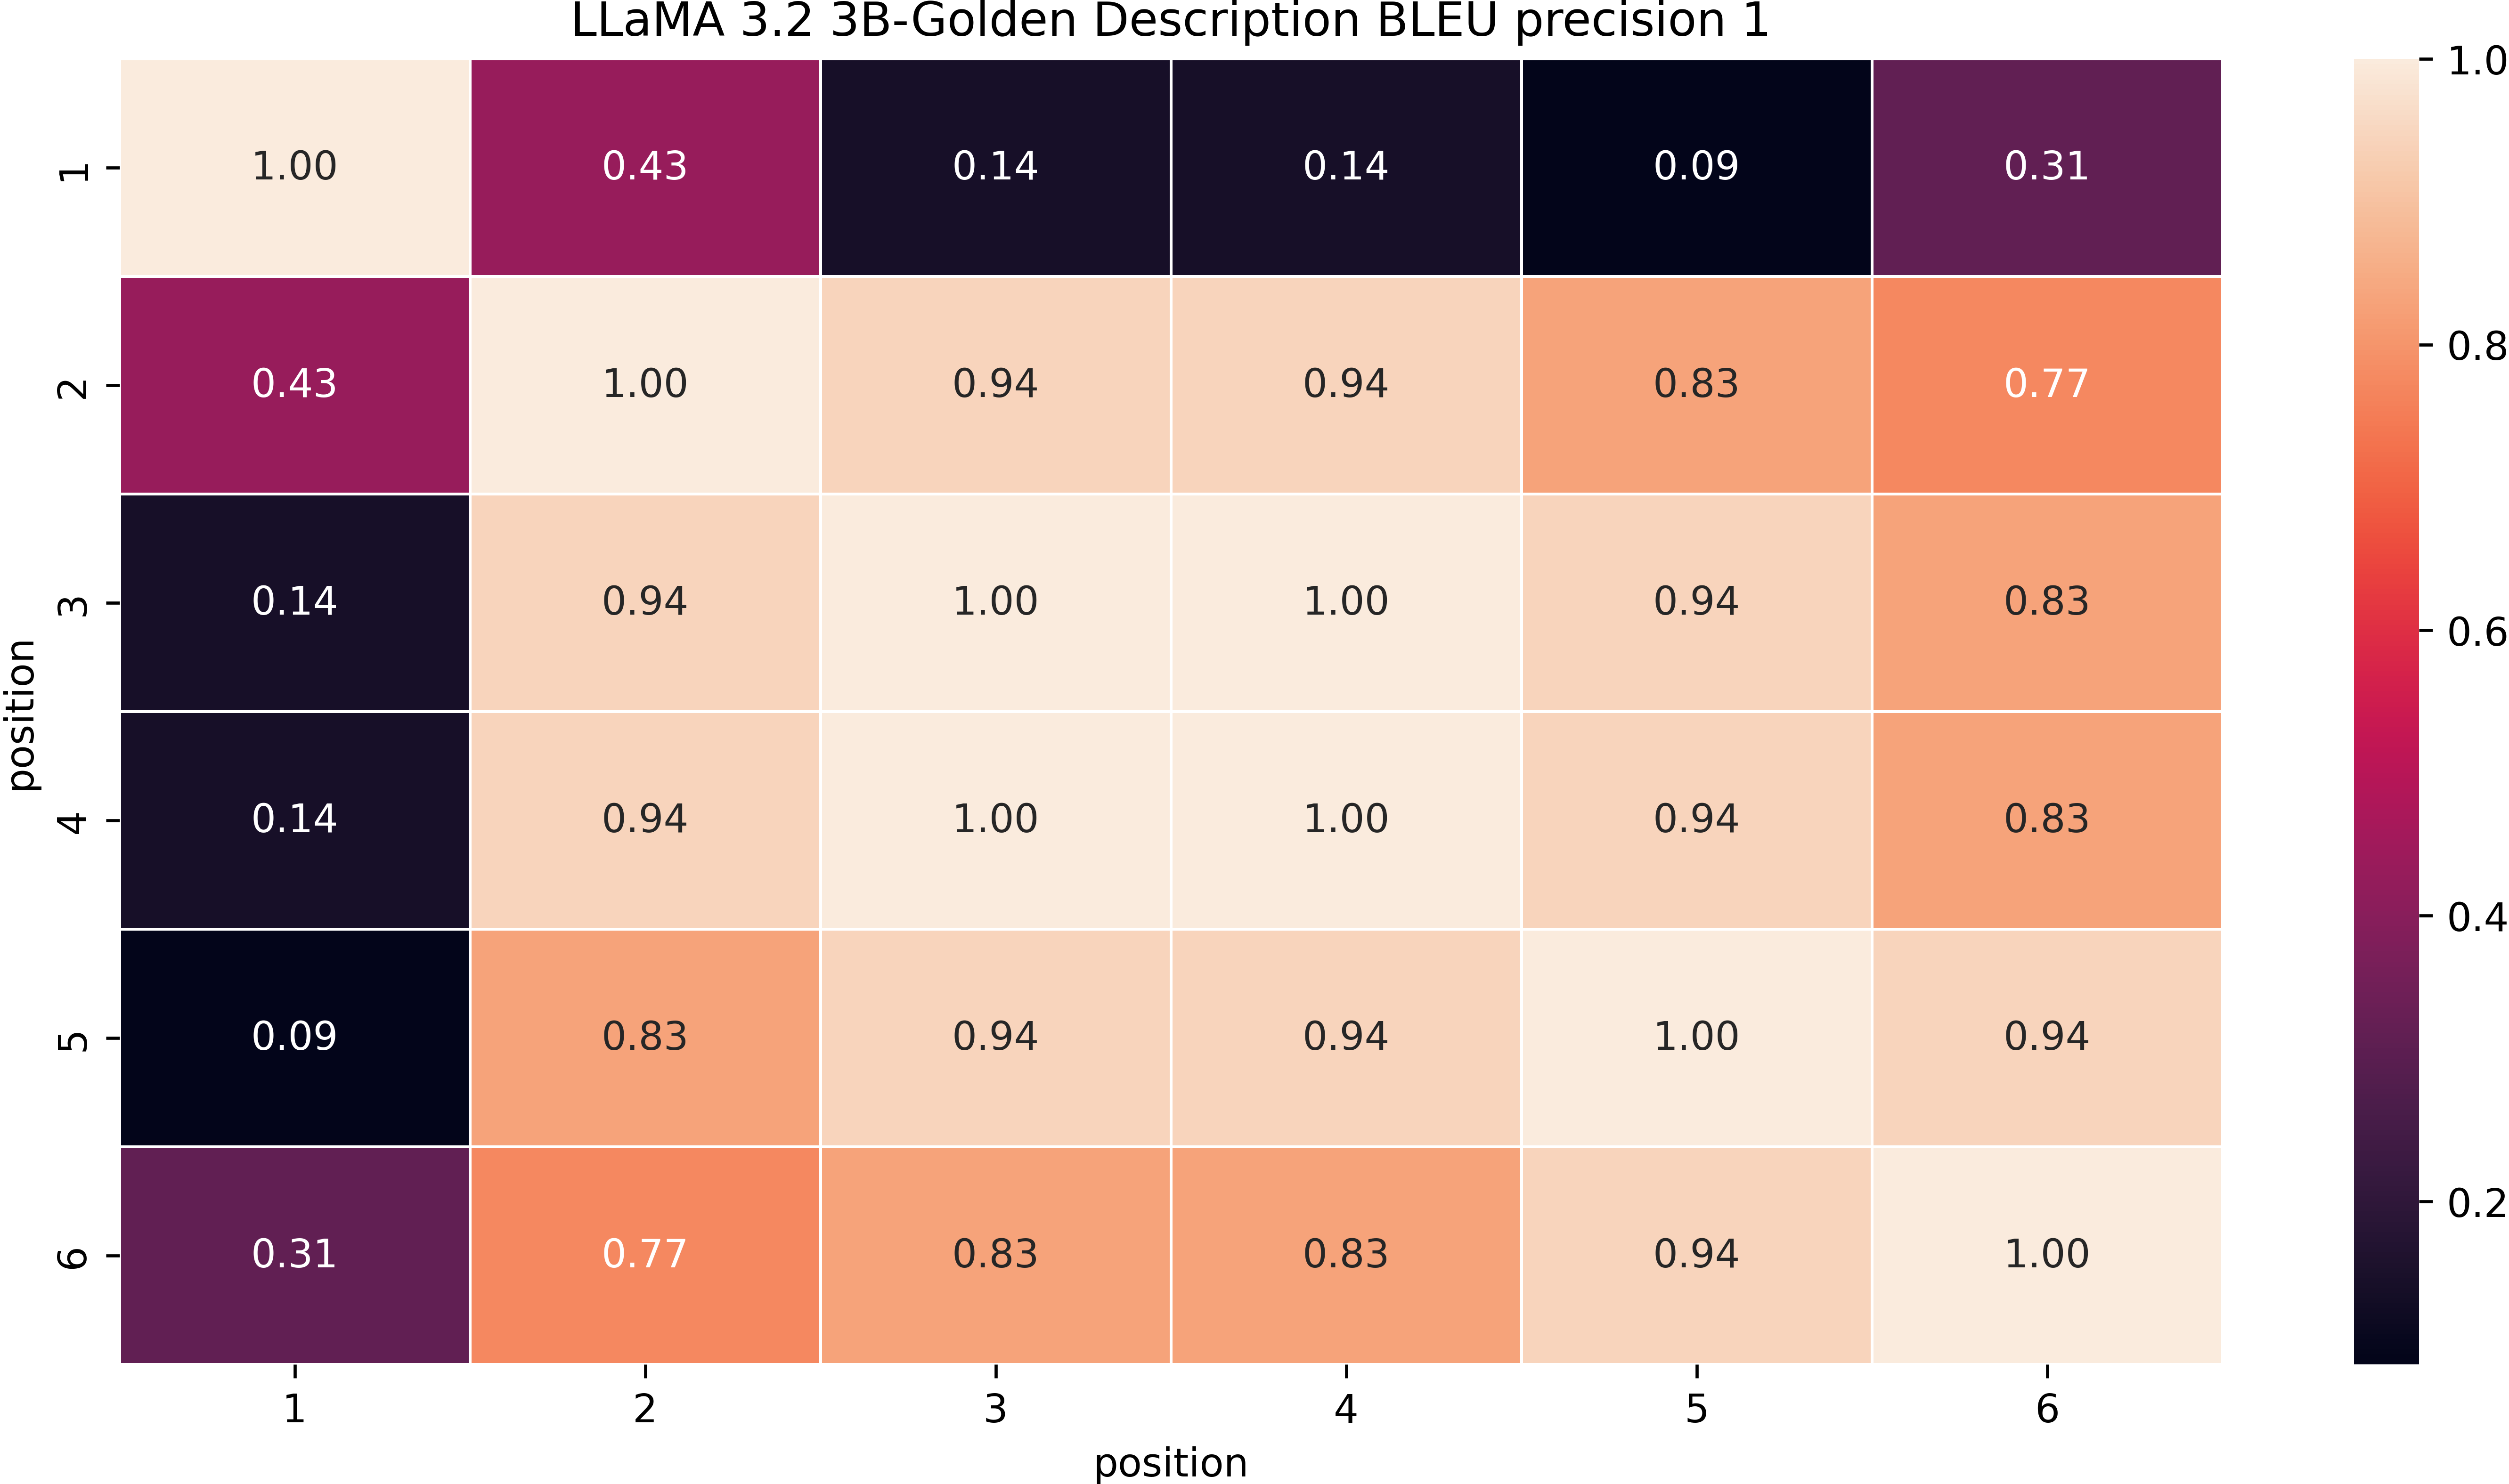 LLaMA 3.2 3B-Golden Description BLEU precision 1
1.0
1 1.00 0.43 0.14 0.14 0.09 0.31
0.8
2 0.43 1.00 0.94 0.94 0.83 0.77
3 0.14 0.94 1.00 1.00 0.94 0.83
0.6
position
4 0.14 0.94 1.00 1.00 0.94 0.83
0.4
5 0.09 0.83 0.94 0.94 1.00 0.94
0.2
6 0.31 0.77 0.83 0.83 0.94 1.00
1 2 3 4 5 6
position